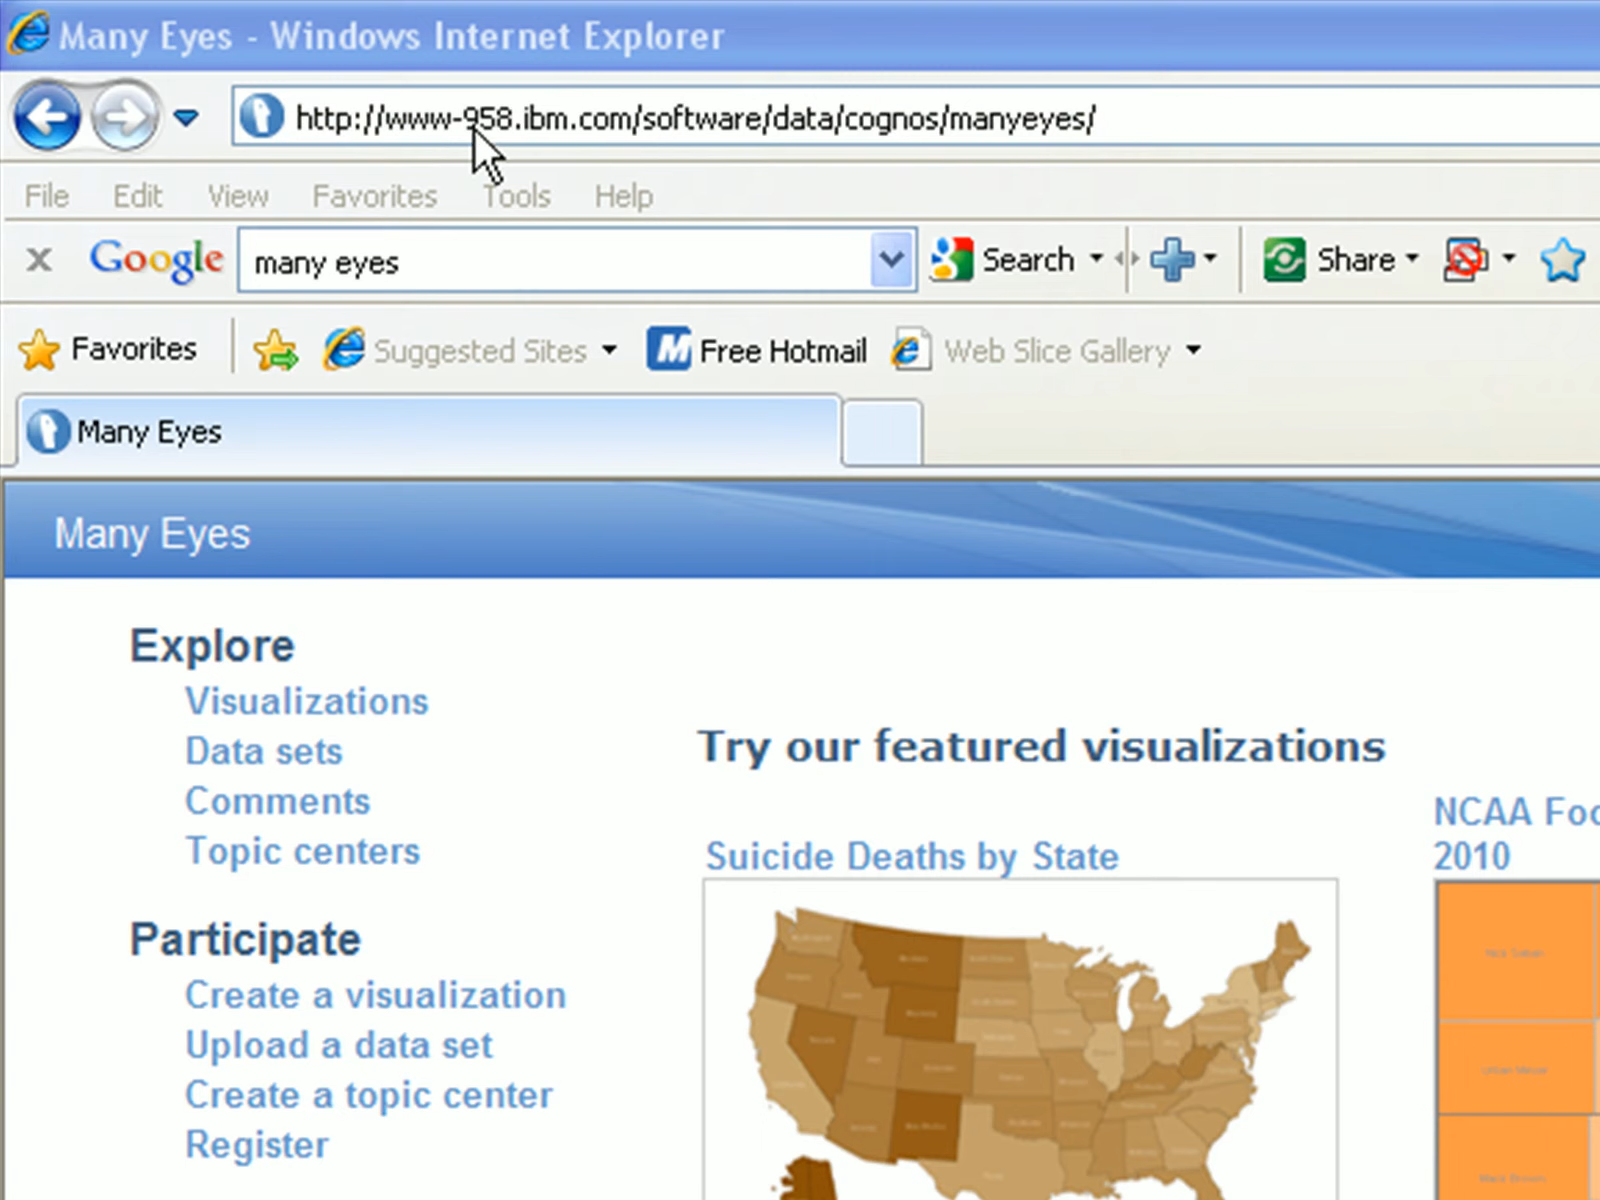 Many Eyes - Windows Internet Explorer
http://www-958.ibm.com/software/data/cognos/manyeyes/
File Edit View Favorites Tools Help
X Google many eyes Search Share
Favorites Suggested Sites Free Hotmail Web Slice Gallery
Many Eyes
Many Eyes
Explore
Visualizations
Data sets
Comments
Topic centers
Participate
Create a visualization
Upload a data set
Create a topic center
Register
Try our featured visualizations
Suicide Deaths by State
NCAA Foo
2010